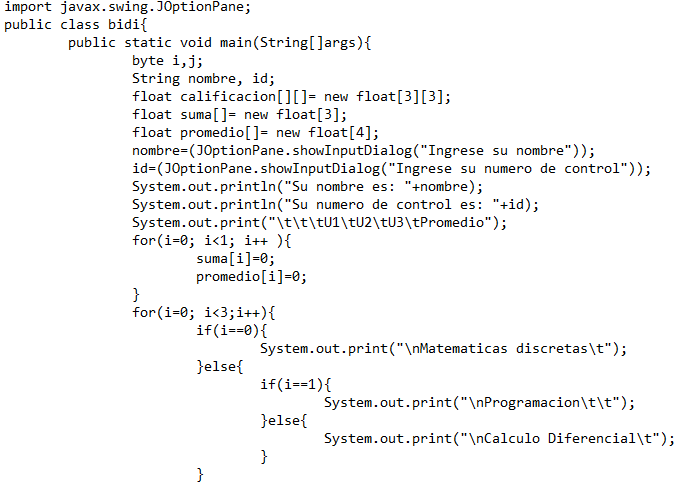 import javax.swing.JOptionPane;
public class bidi{
        public static void main(String[]args){
                byte i,j;
                String nombre, id;
                float calificacion[][]= new float[3][3];
                float suma[]= new float[3];
                float promedio[]= new float[4];
                nombre=(JOptionPane.showInputDialog("Ingrese su nombre"));
                id=(JOptionPane.showInputDialog("Ingrese su numero de control"));
                System.out.println("Su nombre es: "+nombre);
                System.out.println("Su numero de control es: "+id);
                System.out.print("\t\t\tU1\tU2\tU3\tPromedio");
                for(i=0; i<1; i++ ){
                        suma[i]=0;
                        promedio[i]=0;
                }
                for(i=0; i<3;i++){
                        if(i==0){
                                System.out.print("\nMatematicas discretas\t");
                        }else{
                                if(i==1){
                                        System.out.print("\nProgramacion\t\t");
                                }else{
                                        System.out.print("\nCalculo Diferencial\t");
                                }
                        }